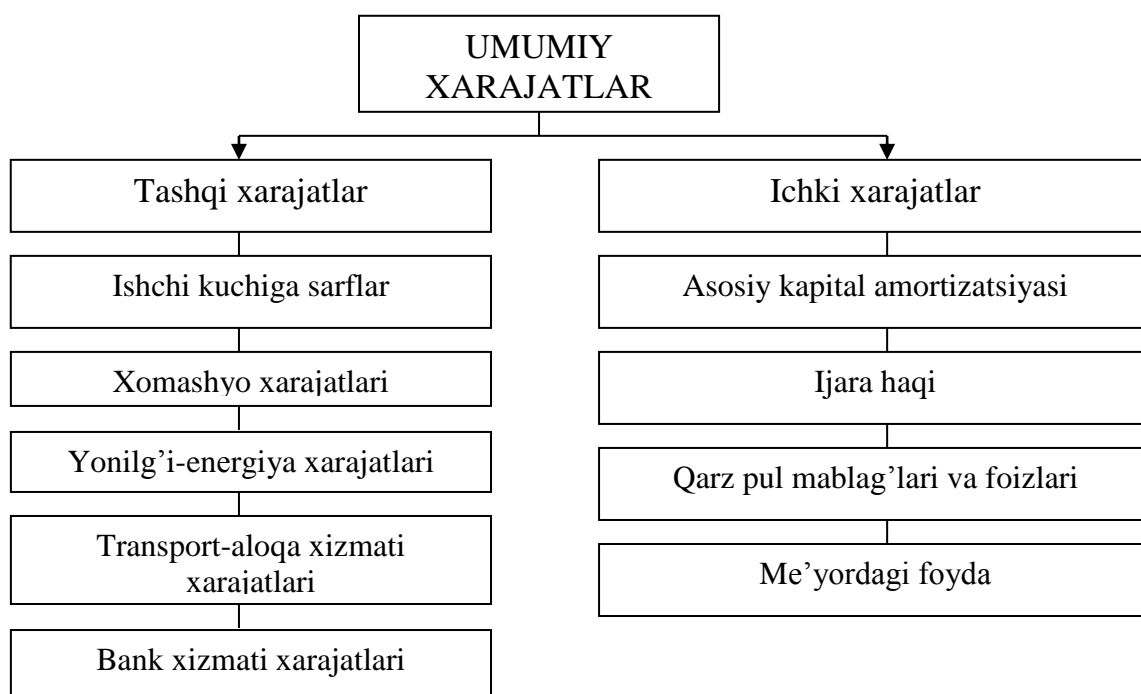 UMUMIY
XARAJATLAR
Tashqi xarajatlar
Ishchi kuchiga sarflar
Xomashyo xarajatlari
Yonilg’i-energiya xarajatlari
Transport-aloqa xizmati
xarajatlari
Bank xizmati xarajatlari
Ichki xarajatlar
Asosiy kapital amortizatsiyasi
Ijara haqi
Qarz pul mablag’lari va foizlari
Me’yordagi foyda